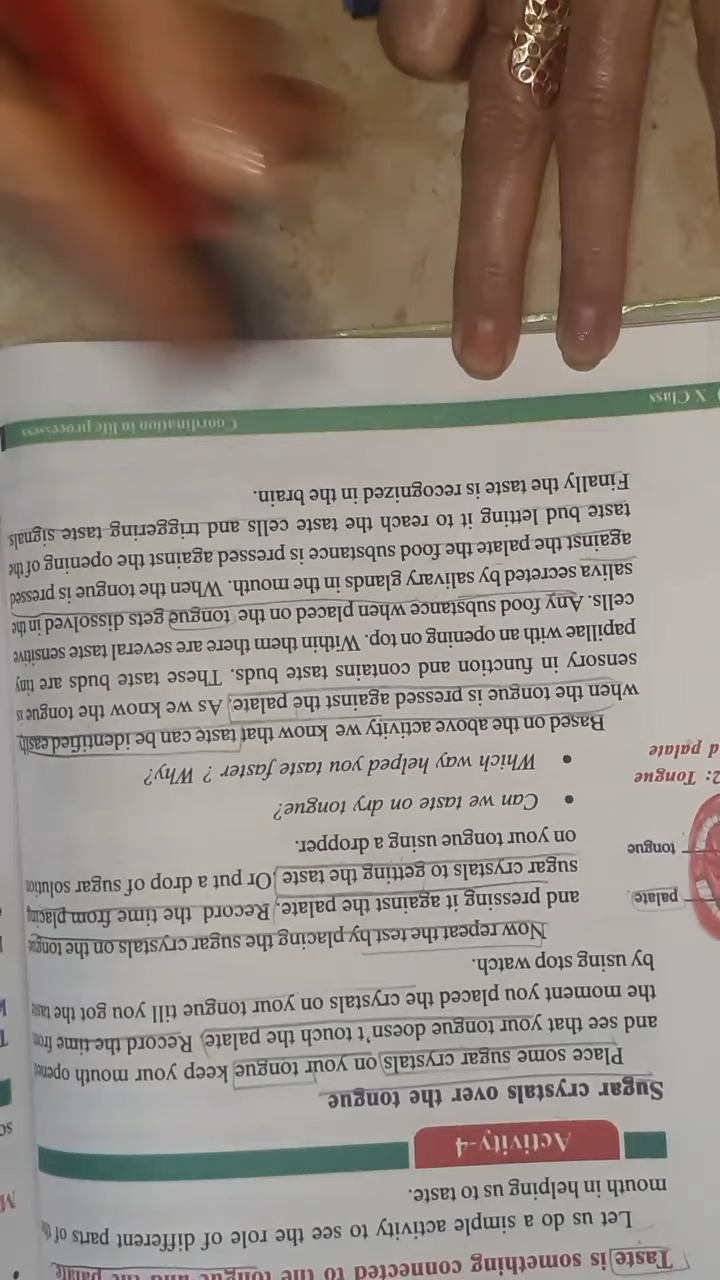 Taste is something connected to the tongue and the palate
Let us do a simple activity to see the role of different parts of the
mouth in helping us to taste.
Activity-4
Sugar crystals over the tongue
Place some sugar crystals on your tongue keep your mouth opened
and see that your tongue doesn't touch the palate. Record the time from
the moment you placed the crystals on your tongue till you got the taste
by using stop watch.
Now repeat the test by placing the sugar crystals on the tongue
and pressing it against the palate. Record the time from placing
sugar crystals to getting the taste. Or put a drop of sugar solution
on your tongue using a dropper.
• Can we taste on dry tongue?
• Which way helped you taste faster ? Why?
palate
tongue
2: Tongue
d palate
Based on the above activity we know that taste can be identified easily
when the tongue is pressed against the palate. As we know the tongue is
sensory in function and contains taste buds. These taste buds are tiny
papillae with an opening on top. Within them there are several taste sensitive
cells. Any food substance when placed on the tongue gets dissolved in the
saliva secreted by salivary glands in the mouth. When the tongue is pressed
against the palate the food substance is pressed against the opening of the
taste bud letting it to reach the taste cells and triggering taste signals.
Finally the taste is recognized in the brain.
X Class
Coordination in life processes